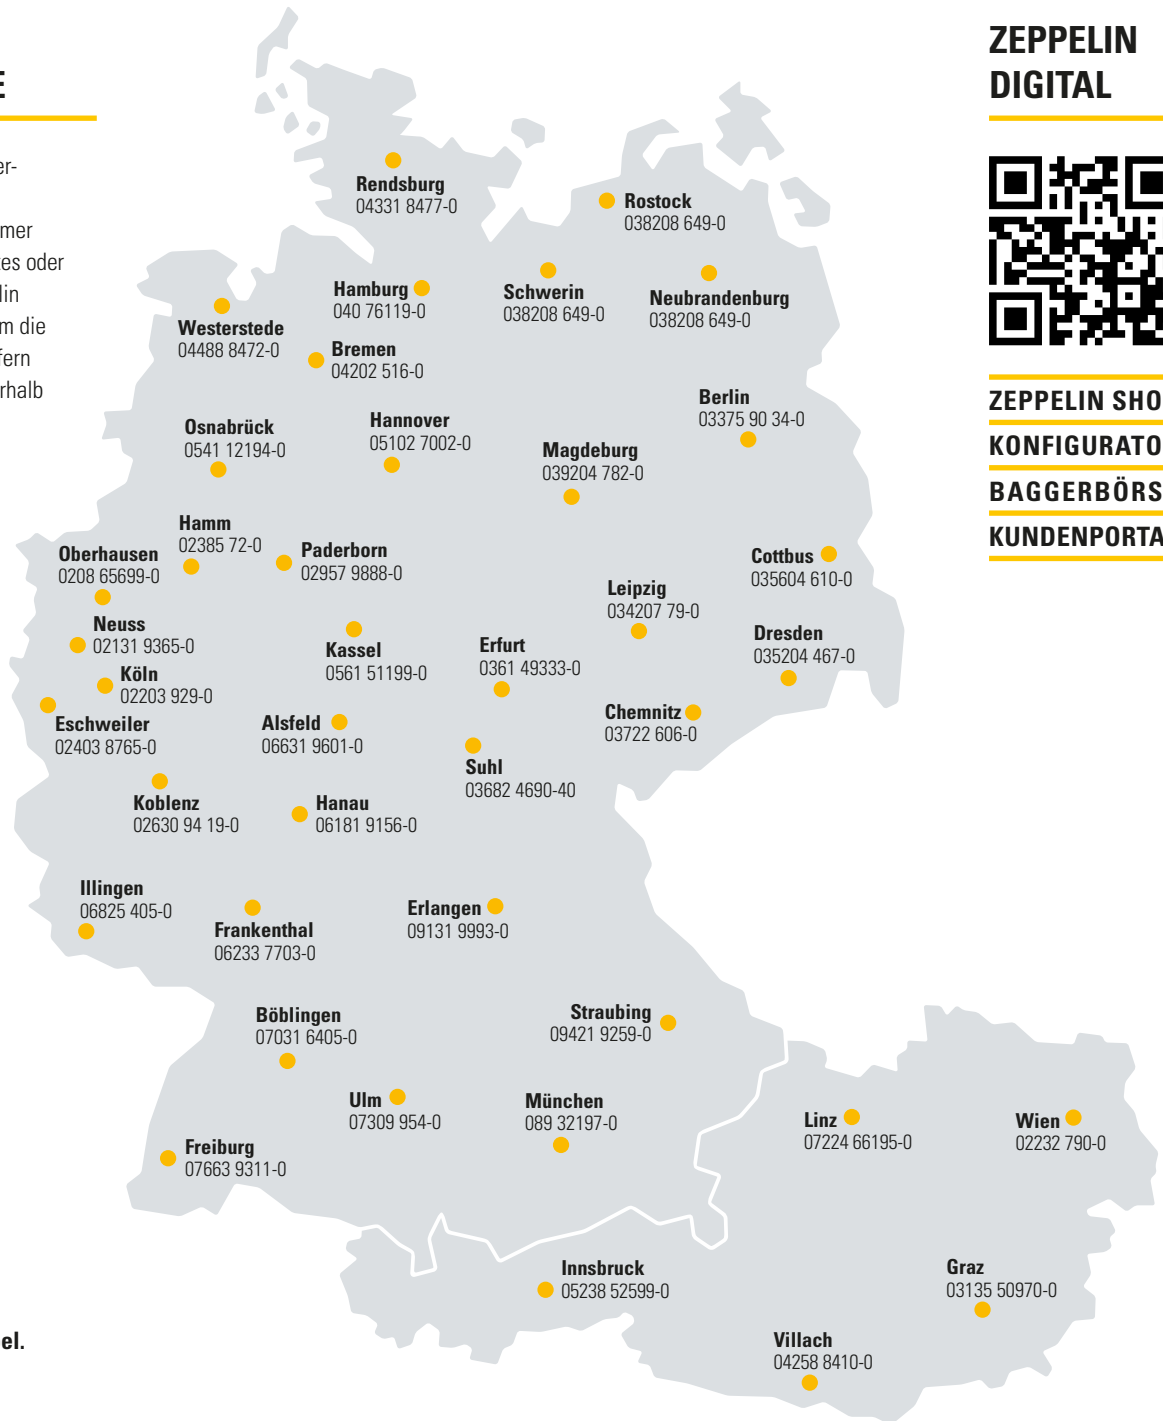 E
er-
mer
tes oder
lin
m die
fern
rhalb
el.
Rendsburg
04331 8477-0
Rostock
038208 649-0
Hamburg
040 76119-0
Schwerin
038208 649-0
Neubrandenburg
038208 649-0
Westerstede
04488 8472-0
Bremen
04202 516-0
Berlin
03375 90 34-0
Osnabrück
0541 12194-0
Hannover
05102 7002-0
Magdeburg
039204 782-0
Hamm
02385 72-0
Oberhausen
0208 65699-0
Paderborn
02957 9888-0
Cottbus
035604 610-0
Leipzig
034207 79-0
Neuss
02131 9365-0
Kassel
0561 51199-0
Erfurt
0361 49333-0
Dresden
035204 467-0
Köln
02203 929-0
Eschweiler
02403 8765-0
Alsfeld
06631 9601-0
Chemnitz
03722 606-0
Suhl
03682 4690-40
Koblenz
02630 94 19-0
Hanau
06181 9156-0
Illingen
06825 405-0
Frankenthal
06233 7703-0
Erlangen
09131 9993-0
Böblingen
07031 6405-0
Straubing
09421 9259-0
Ulm
07309 954-0
München
089 32197-0
Linz
07224 66195-0
Wien
02232 790-0
Freiburg
07663 9311-0
Innsbruck
05238 52599-0
Graz
03135 50970-0
Villach
04258 8410-0
ZEPPELIN
DIGITAL
ZEPPELIN SHO
KONFIGURATO
BAGGERBÖRS
KUNDENPORTA